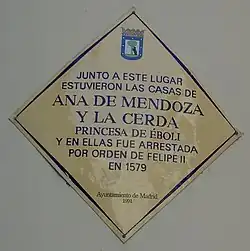 JUNTO A ESTE LUGAR
ESTUVIERON LAS CASAS DE
ANA DE MENDOZA
Y LA CERDA
PRINCESA DE ÉBOLI
Y EN ELLAS FUE ARRESTADA
POR ORDEN DE FELIPE II
EN 1579
Ayuntamiento de Madrid
1991